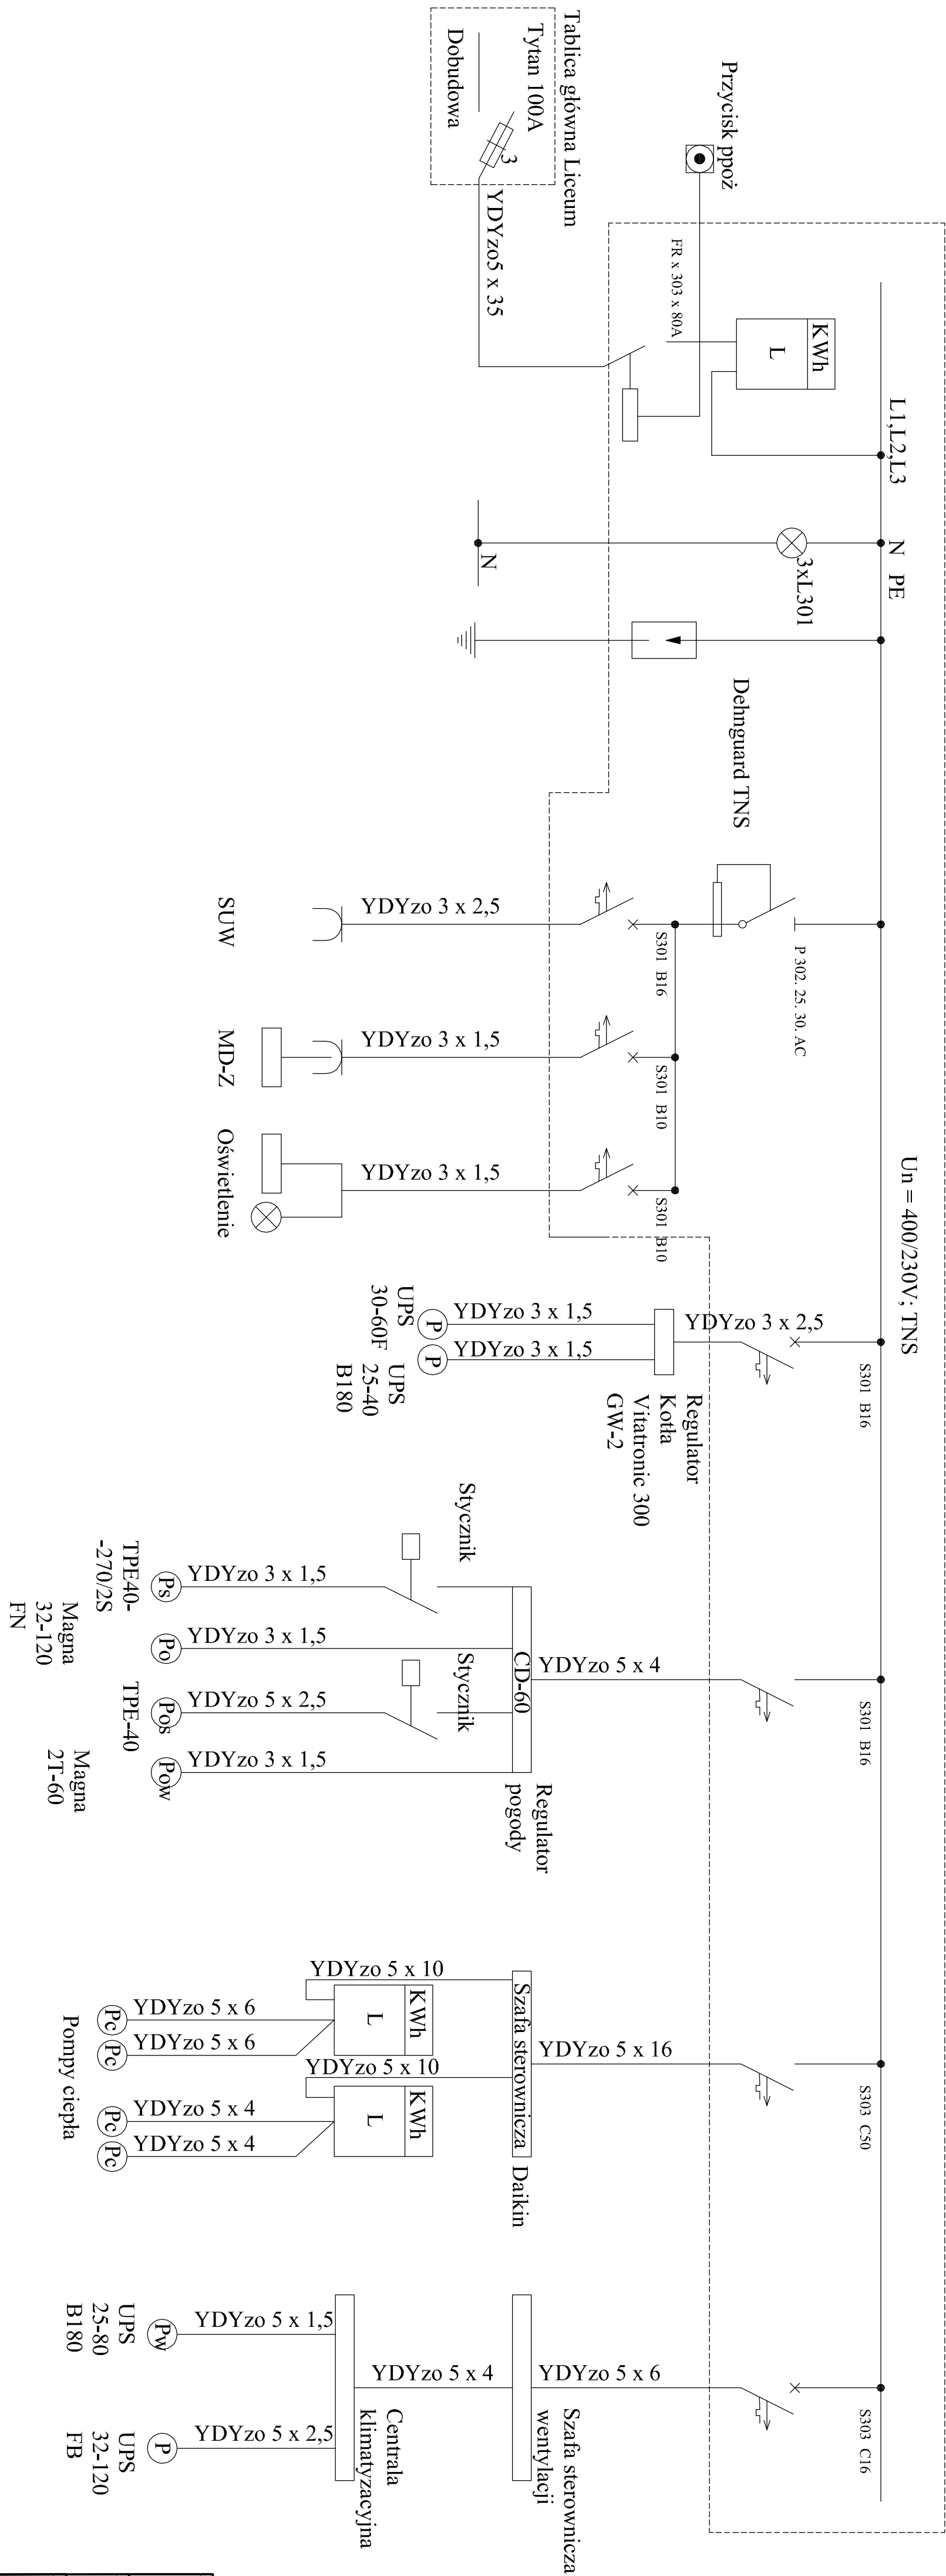 Tablica główna Liceum
Tytan 100A
Dobudowa
3
YDYzo5 x 35
Przycisk ppoż
FR x 303 x 80A
KWh
L
L1,L2,L3
N
PE
3xL301
N
Dehnguard TNS
Un = 400/230V; TNS
P 302. 25. 30. AC
S301 B16
S301 B10
S301 B10
YDYzo 3 x 2,5
YDYzo 3 x 1,5
YDYzo 3 x 1,5
SUW
MD-Z
Oświetlenie
S301 B16
YDYzo 3 x 2,5
Regulator
Kotła
Vitatronic 300
GW-2
YDYzo 3 x 1,5
YDYzo 3 x 1,5
P
P
UPS
30-60F
UPS
25-40
B180
S301 B16
YDYzo 5 x 4
CD-60
Regulator
pogody
Stycznik
Stycznik
YDYzo 3 x 1,5
YDYzo 3 x 1,5
YDYzo 5 x 2,5
YDYzo 3 x 1,5
Ps
Po
Pos
Pow
TPE40-
-270/2S
Magna
32-120
FN
TPE-40
Magna
2T-60
S303 C50
YDYzo 5 x 16
Szafa sterownicza
Daikin
YDYzo 5 x 10
KWh
L
YDYzo 5 x 10
KWh
L
YDYzo 5 x 6
YDYzo 5 x 6
YDYzo 5 x 4
YDYzo 5 x 4
Pc
Pc
Pc
Pc
Pompy ciepła
S303 C16
YDYzo 5 x 6
Szafa sterownicza
wentylacji
YDYzo 5 x 4
Centrala
klimatyzacyjna
YDYzo 5 x 1,5
YDYzo 5 x 2,5
Pw
P
UPS
25-80
B180
UPS
32-120
FB